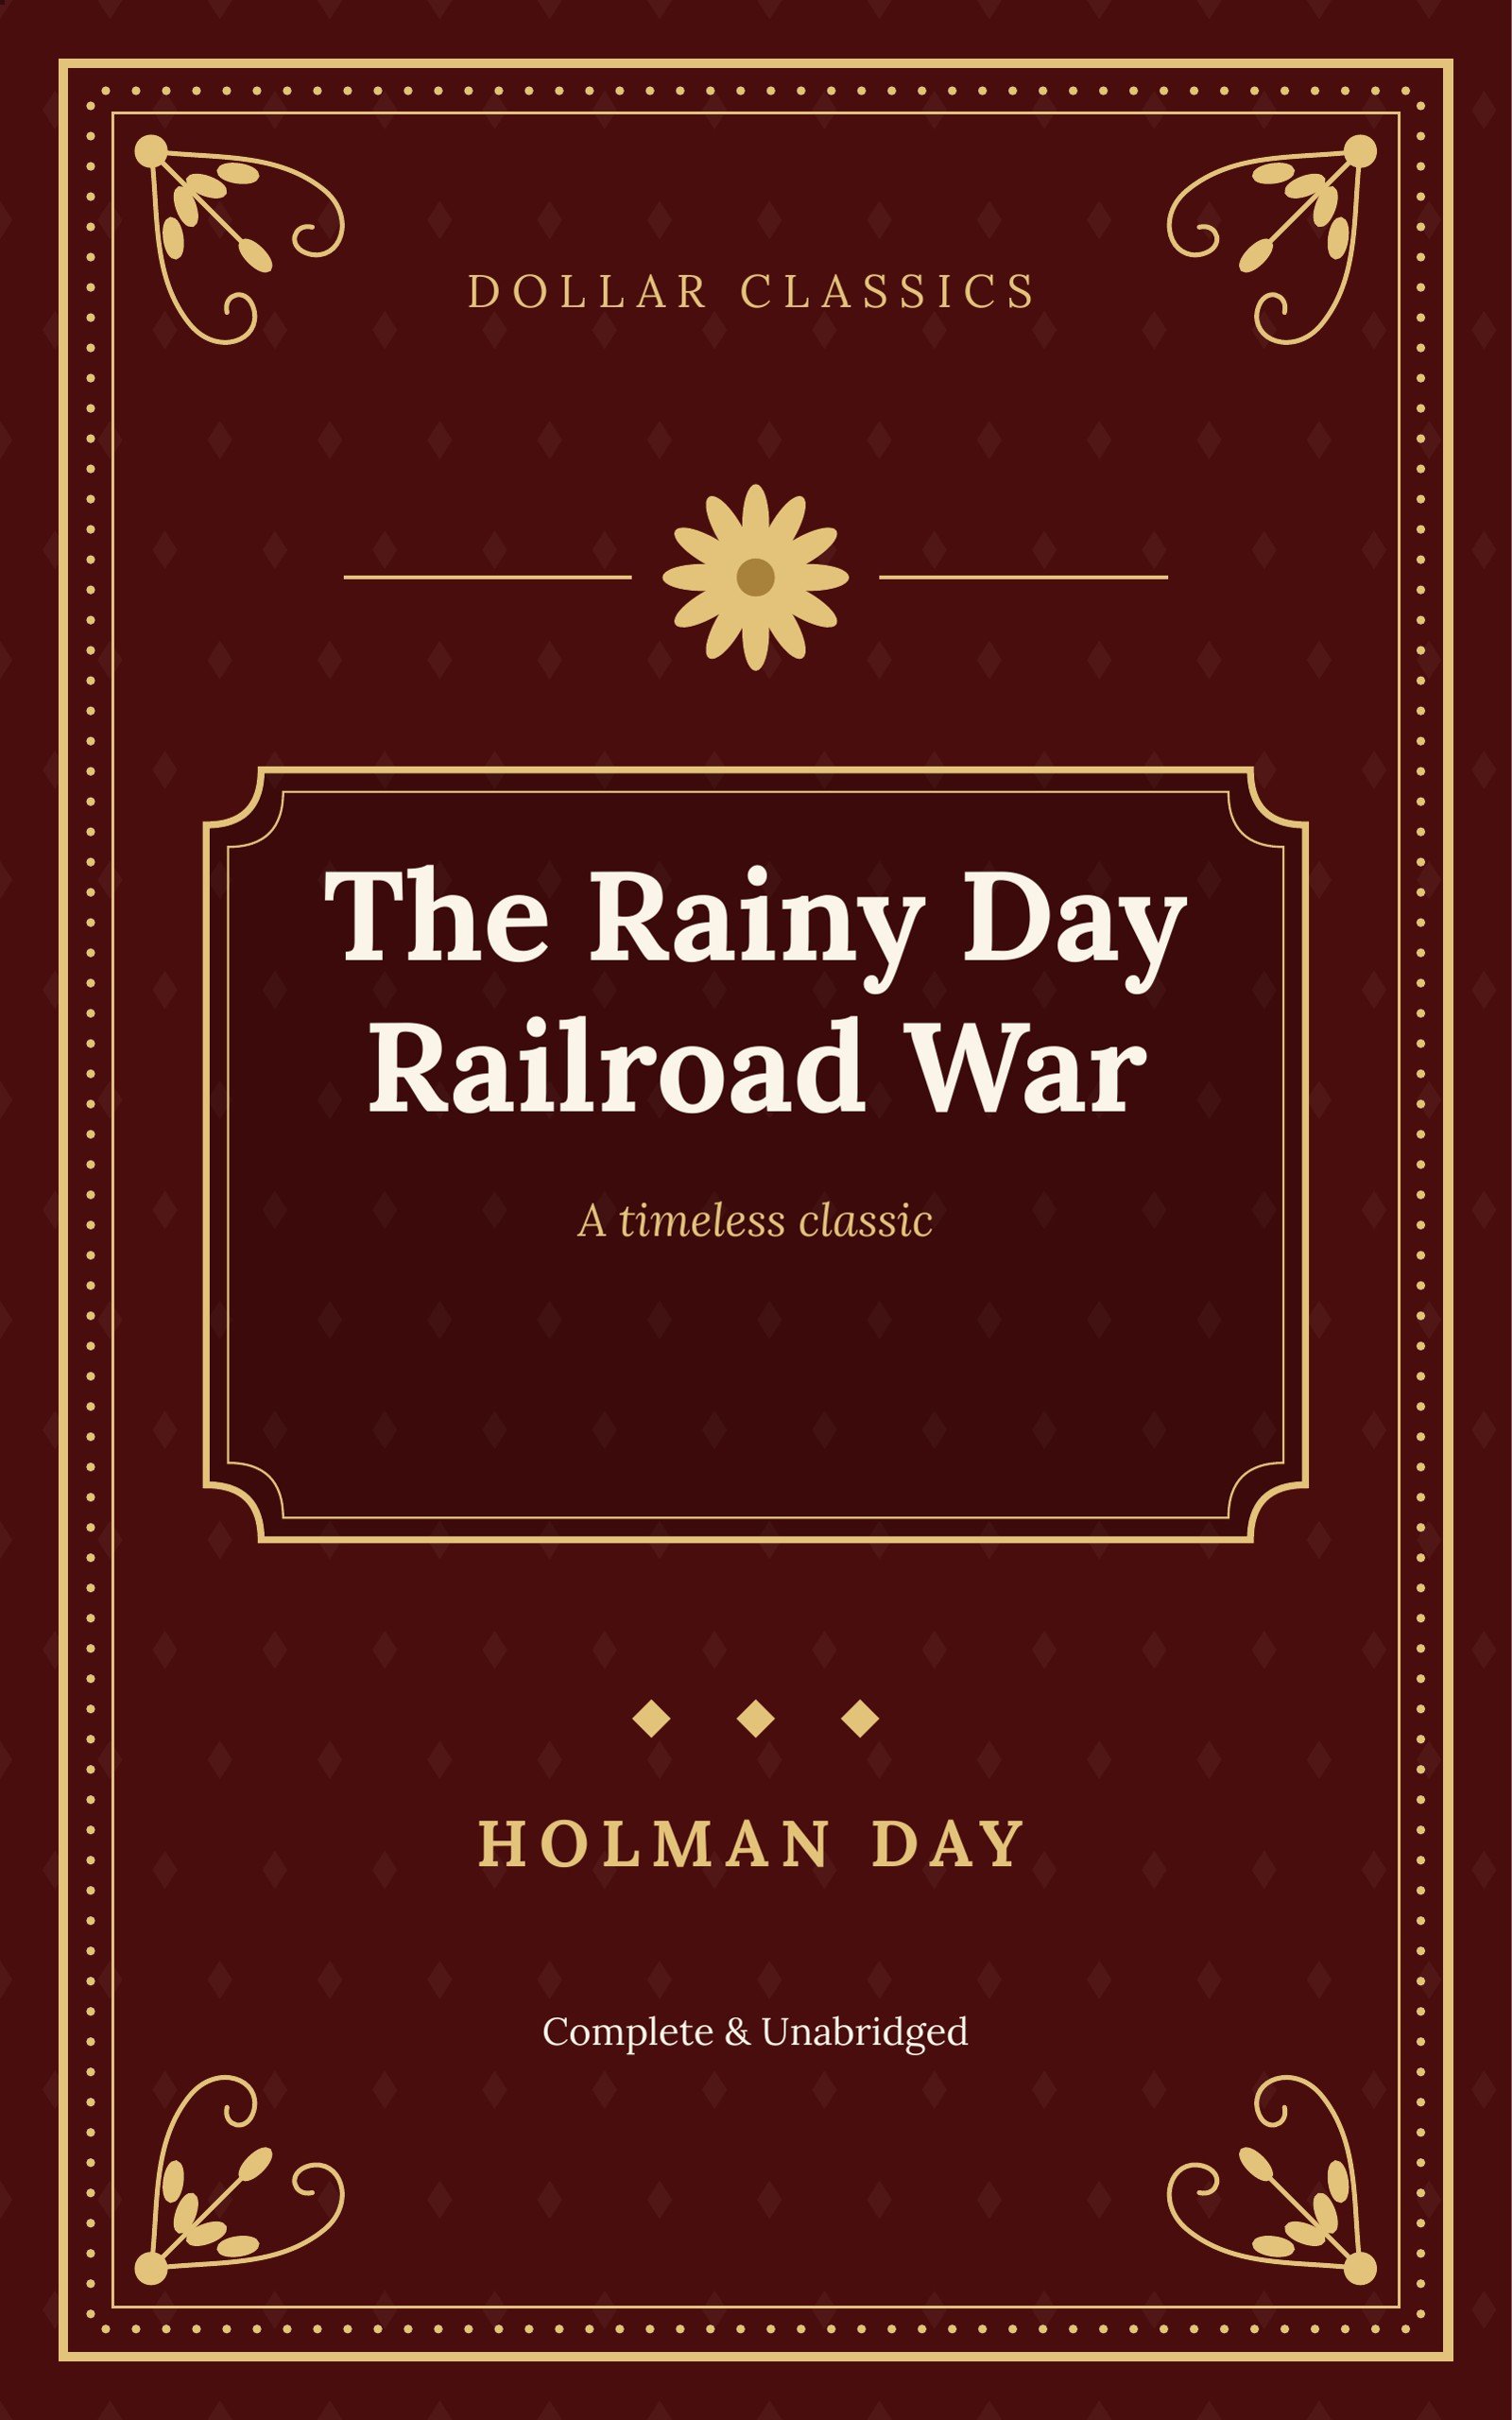 DOLLAR CLASSICS
The Rainy Day
Railroad War
A timeless classic
HOLMAN DAY
Complete & Unabridged